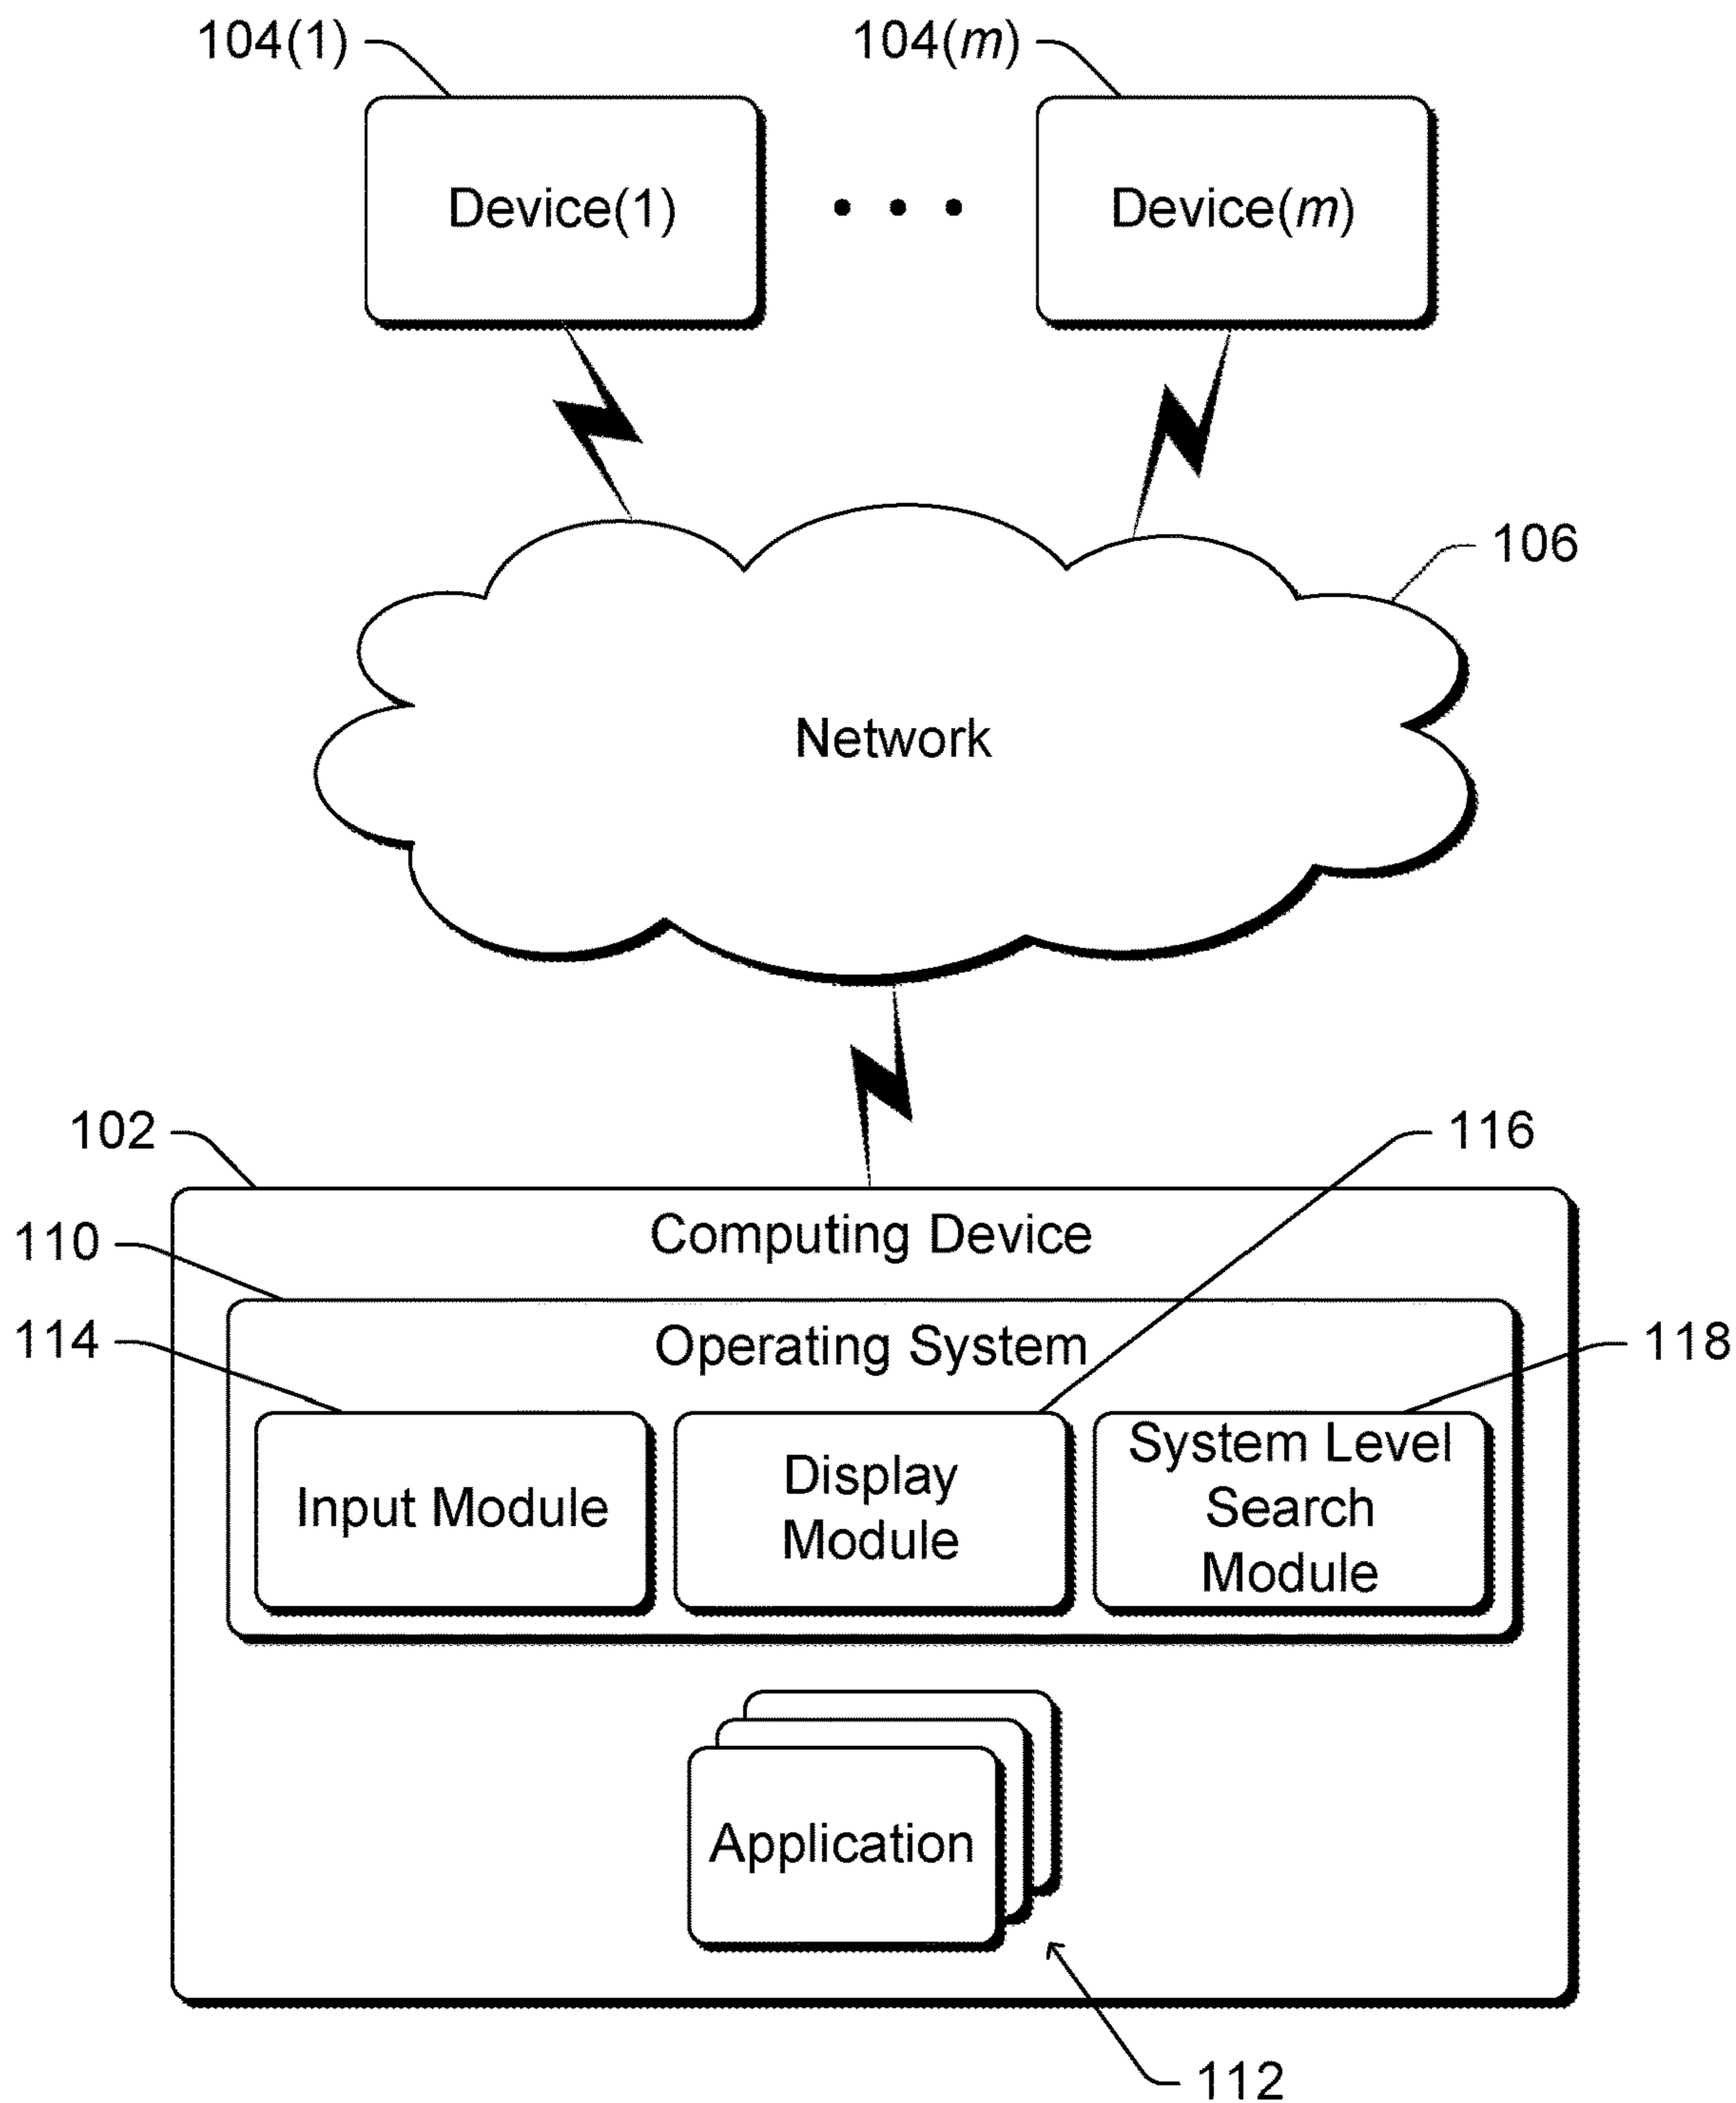 104(1)
104(m)
Device(1)
• • •
Device(m)
106
Network
102
116
Computing Device
110
Operating System
114
118
Input Module
Display
Module
System Level
Search
Module
Application
112